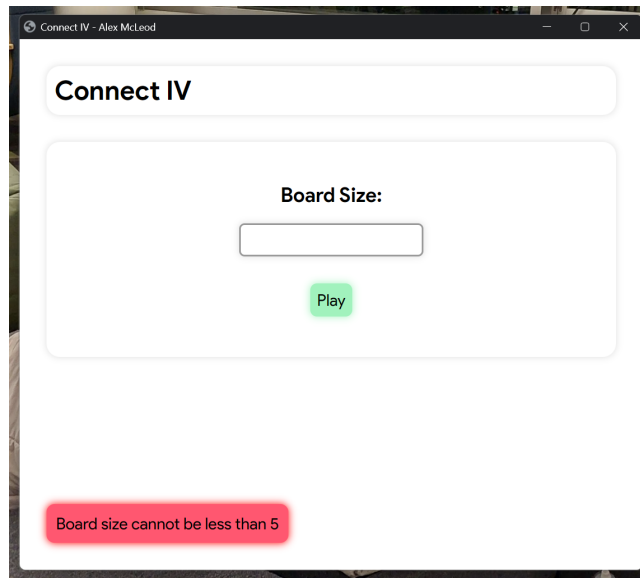 Connect IV - Alex McLeod
Connect IV
Board Size:
Play
Board size cannot be less than 5